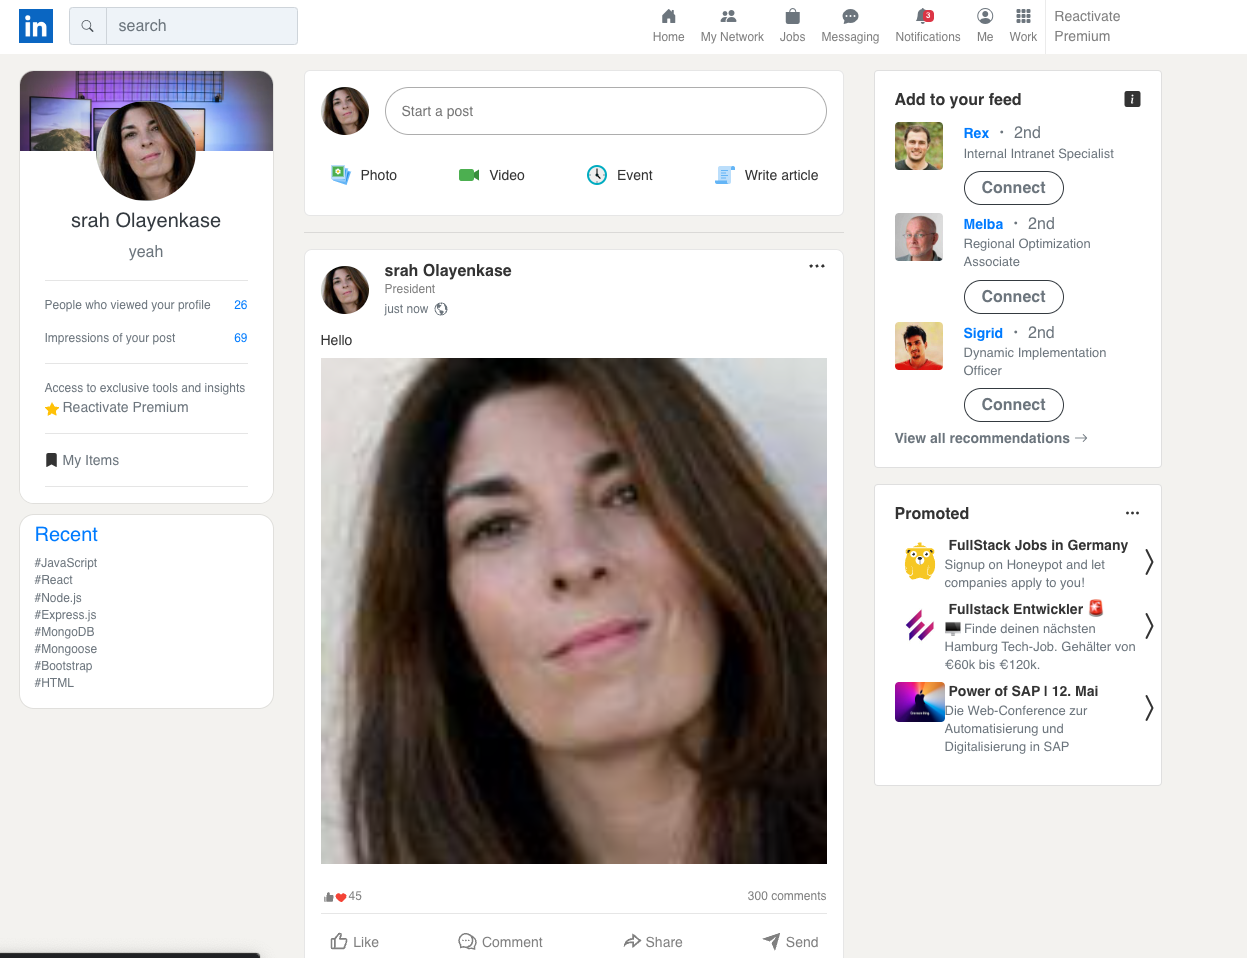 in
search
Home
My Network
Jobs
Messaging
3
Notifications
Me
Work
Reactivate
Premium
srah Olayenkase
yeah
People who viewed your profile 26
Impressions of your post 69
Access to exclusive tools and insights
Reactivate Premium
My Items
Recent
#JavaScript
#React
#Node.js
#Express.js
#MongoDB
#Mongoose
#Bootstrap
#HTML
Start a post
Photo Video Event Write article
srah Olayenkase
President
just now
Hello
45 300 comments
Like Comment Share Send
Add to your feed
i
Rex · 2nd
Internal Intranet Specialist
Connect
Melba · 2nd
Regional Optimization
Associate
Connect
Sigrid · 2nd
Dynamic Implementation
Officer
Connect
View all recommendations →
Promoted
FullStack Jobs in Germany
Signup on Honeypot and let
companies apply to you!
Fullstack Entwickler 🚨
🖥️ Finde deinen nächsten
Hamburg Tech-Job. Gehälter von
€60k bis €120k.
Power of SAP | 12. Mai
Die Web-Conference zur
Automatisierung und
Digitalisierung in SAP